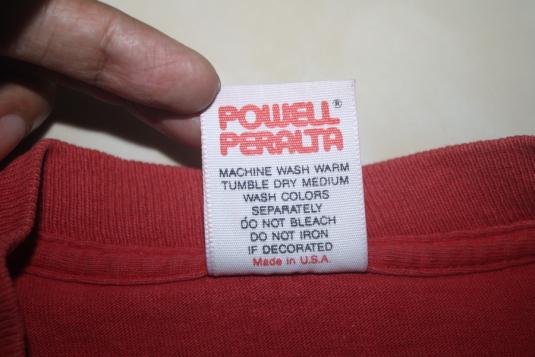 POWELL®
PERALTA
MACHINE WASH WARM
TUMBLE DRY MEDIUM
WASH COLORS
SEPARATELY
DO NOT BLEACH
DO NOT IRON
IF DECORATED
Made in U.S.A.